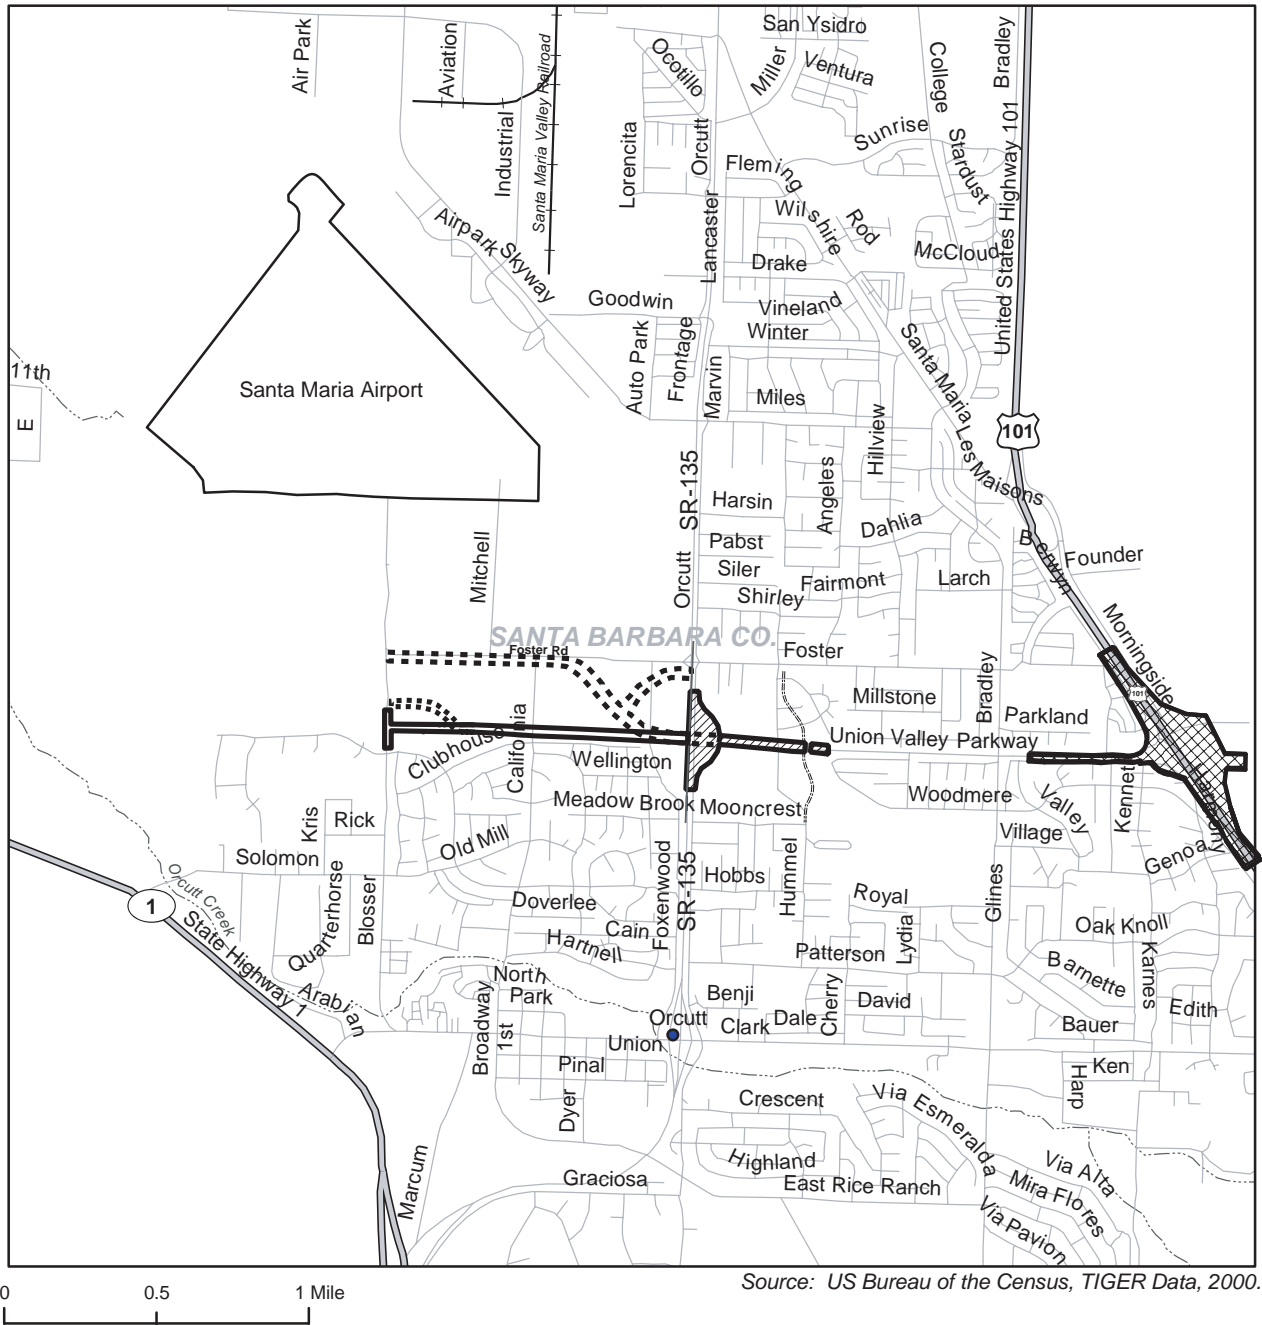 San Ysidro
Air Park
Aviation
Santa Maria Valley Railroad
Ocotillo
Miller
Ventura
College
Bradley
Industrial
Lorencita
Orcutt
Sunrise
Stardust
United States Highway 101
Fleming
Wilshire
Rod
McCloud
Airpark
Skyway
Lancaster
Drake
Goodwin
Vineland
Winter
Auto Park
Frontage
Marvin
Santa Maria
11th
E
Santa Maria Airport
Miles
Hillview
Les Maisons
101
SR-135
Harsin
Angeles
Dahlia
Pabst
Siler
Berwyn
Founder
Mitchell
Orcutt
Shirley
Fairmont
Larch
Morningside
SANTA BARBARA CO.
Foster Rd
Foster
Bradley
Millstone
101
Parkland
California
Clubhouse
Union Valley Parkway
Wellington
Harmony
Meadow Brook
Mooncrest
Woodmere
Valley
Kennet
Kris
Rick
Old Mill
Village
Genoa
Solomon
Orcutt Creek
Quarterhorse
Blosser
Foxenwood
SR-135
Hobbs
Hummel
Glines
1
Doverlee
Royal
Cain
Lydia
Oak Knoll
State Highway 1
Hartnell
Patterson
Barnette
Karnes
Arabian
North
Park
Broadway
1st
Benji
Cherry
David
Edith
Orcutt
Clark
Dale
Bauer
Union
Pinal
Ken
Harp
Dyer
Crescent
Via Esmeralda
Marcum
Highland
Via Alta
Graciosa
East Rice Ranch
Mira Flores
Via Pavion
Source: US Bureau of the Census, TIGER Data, 2000.
0 0.5 1 Mile